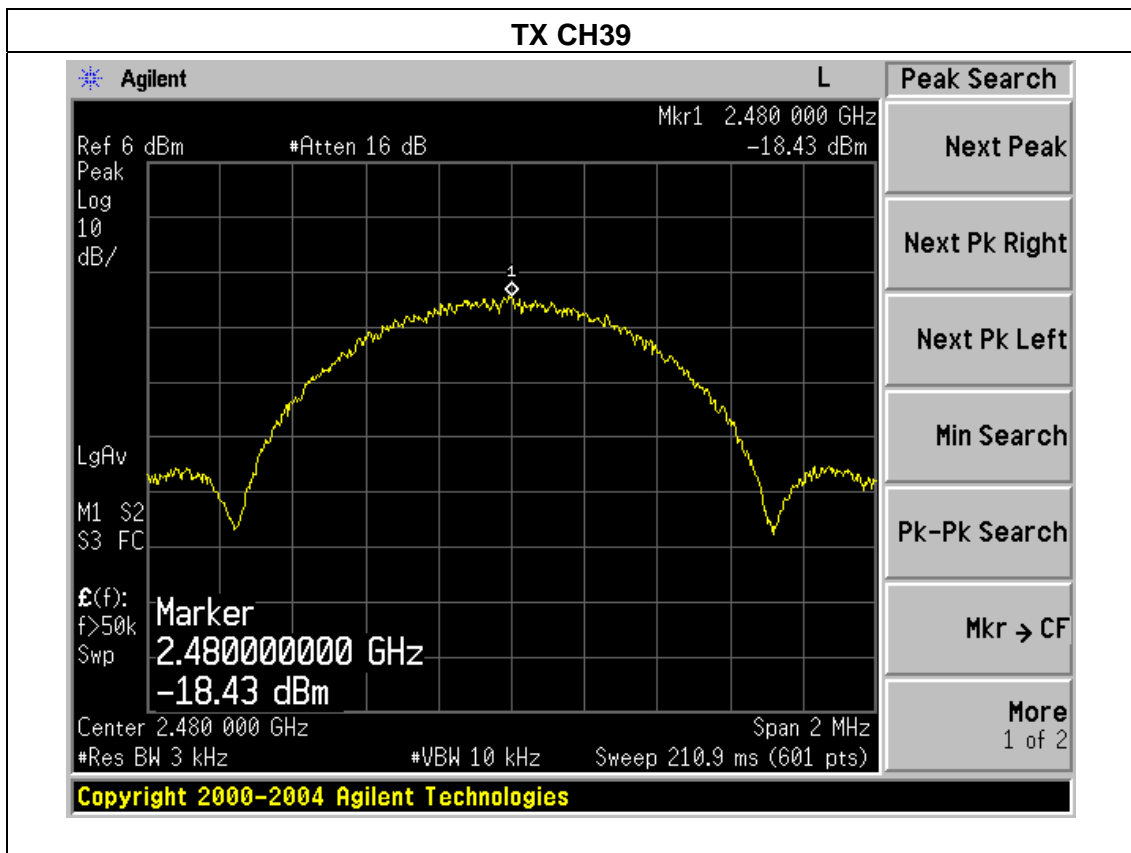 TX CH39
Agilent L Peak Search
Mkr1 2.480 000 GHz
Ref 6 dBm #Atten 16 dB -18.43 dBm
Peak
Log
10
dB/
1
LgAv
M1 S2
S3 FC
£(f):
f>50k
Swp
Marker
2.480000000 GHz
-18.43 dBm
Center 2.480 000 GHz Span 2 MHz
#Res BW 3 kHz #VBW 10 kHz Sweep 210.9 ms (601 pts)
Copyright 2000-2004 Agilent Technologies
Next Peak
Next Pk Right
Next Pk Left
Min Search
Pk-Pk Search
Mkr → CF
More
1 of 2